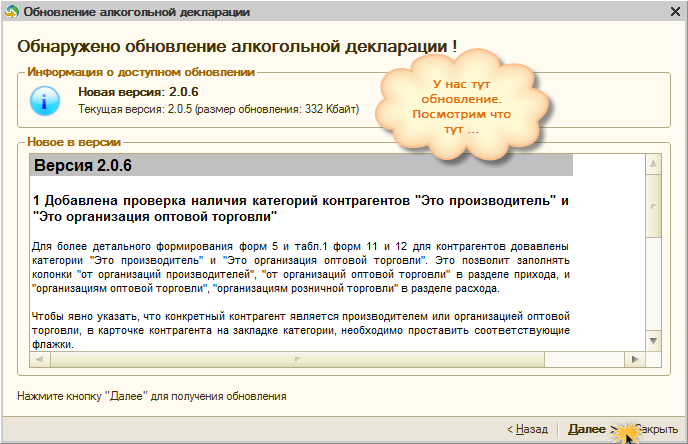 Обновление алкогольной декларации
Обнаружено обновление алкогольной декларации !
Информация о доступном обновлении
Новая версия: 2.0.6
Текущая версия: 2.0.5 (размер обновления: 332 Кбайт)
У нас тут
обновление.
Посмотрим что
тут ...
Новое в версии
Версия 2.0.6
1 Добавлена проверка наличия категорий контрагентов "Это производитель" и
"Это организация оптовой торговли"
Для более детального формирования форм 5 и табл.1 форм 11 и 12 для контрагентов довавлены
категории "Это производитель" и "Это организация оптовой торговли". Это позволит заполнять
колонки "от организаций производителей", "от организаций оптовой торговли" в разделе прихода, и
"организациям оптовой торговли", "организациям розничной торговли" в разделе расхода.
Чтобы явно указать, что конкретный контрагент является производителем или организацией оптовой
торговли, в карточке контрагента на закладке категории, необходимо проставить соответствующие
флажки.
Нажмите кнопку "Далее" для получения обновления
< Назад Далее > Закрыть